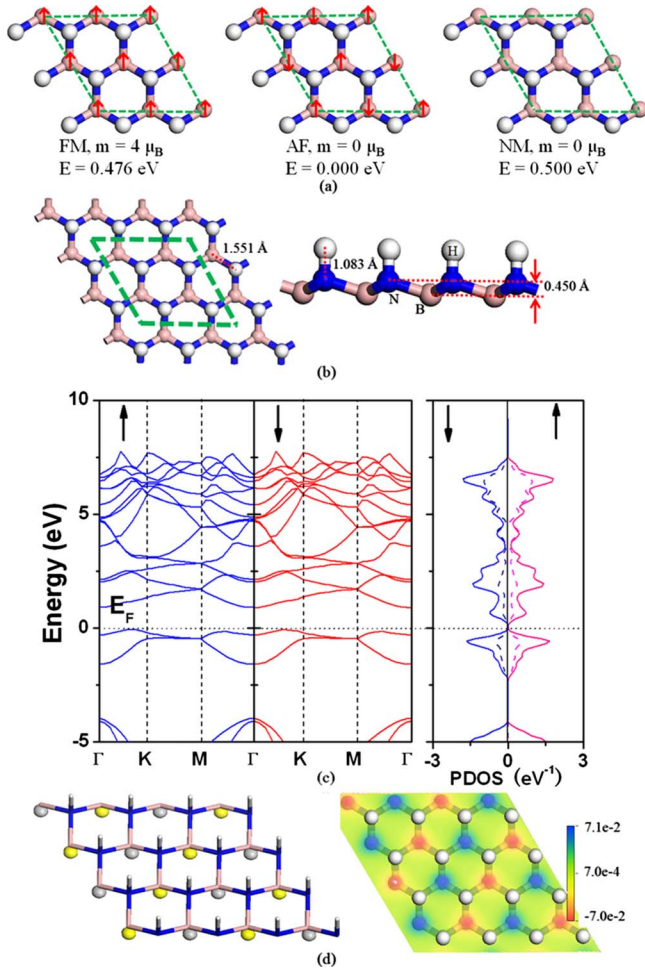 FM, m = 4 μB AF, m = 0 μB NM, m = 0 μB
E = 0.476 eV E = 0.000 eV E = 0.500 eV
(a)
1.551 Å
H
1.083 Å
0.450 Å
N
B
(b)
10
5
0
-5
Energy (eV)
EF
Γ K M Γ K M Γ
-3 0 3
PDOS (eV⁻¹)
(c)
7.1e-2
7.0e-4
-7.0e-2
(d)